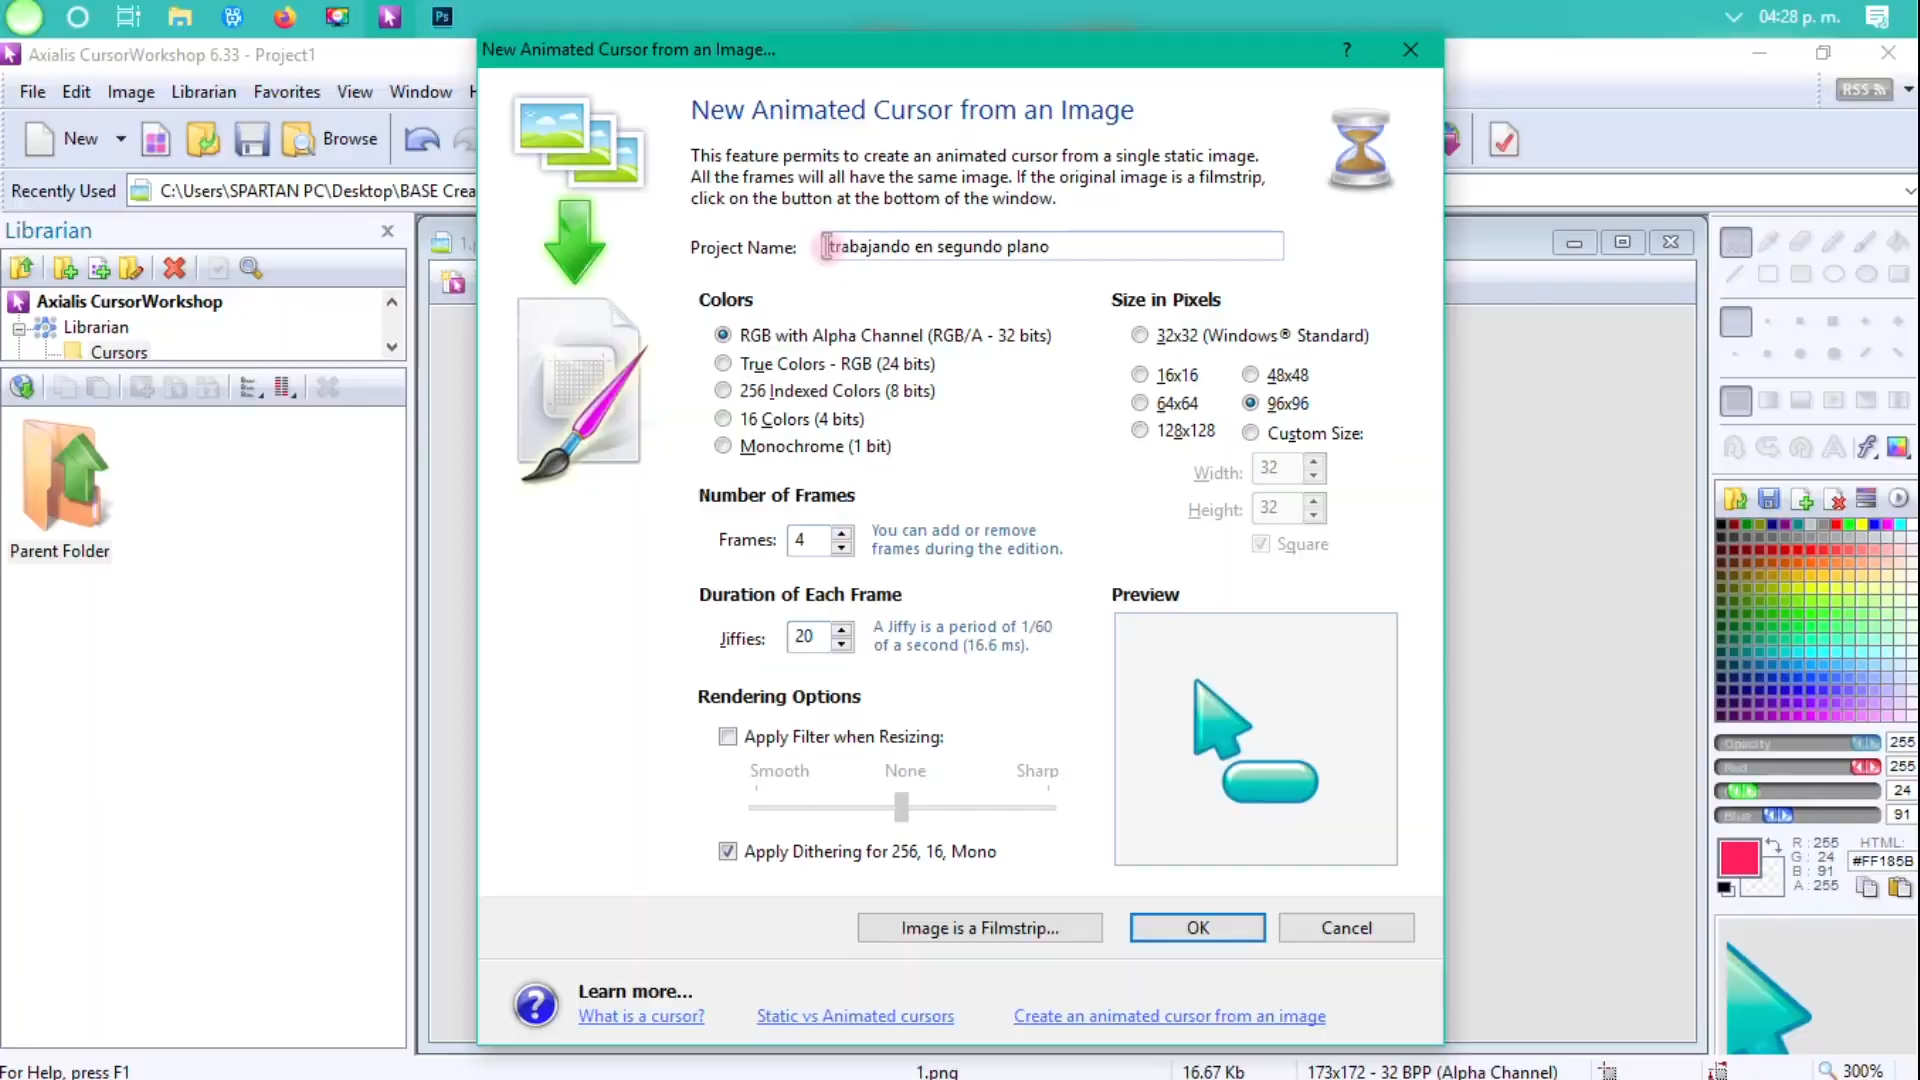 Ps
04:28 p. m.
Axialis CursorWorkshop 6.33 - Project1
File Edit Image Librarian Favorites View Window
RSS
New
Browse
Recently Used
C:\Users\SPARTAN PC\Desktop\BASE Crea
Librarian
Axialis CursorWorkshop
Librarian
Cursors
Parent Folder
New Animated Cursor from an Image...
?
New Animated Cursor from an Image
This feature permits to create an animated cursor from a single static image.
All the frames will all have the same image. If the original image is a filmstrip,
click on the button at the bottom of the window.
Project Name: trabajando en segundo plano
Colors
RGB with Alpha Channel (RGB/A - 32 bits)
True Colors - RGB (24 bits)
256 Indexed Colors (8 bits)
16 Colors (4 bits)
Monochrome (1 bit)
Size in Pixels
32x32 (Windows® Standard)
16x16 48x48
64x64 96x96
128x128 Custom Size:
Width: 32
Height: 32
Square
Number of Frames
Frames: 4
You can add or remove
frames during the edition.
Duration of Each Frame
Jiffies: 20
A Jiffy is a period of 1/60
of a second (16.6 ms).
Rendering Options
Apply Filter when Resizing:
Smooth None Sharp
Apply Dithering for 256, 16, Mono
Preview
Image is a Filmstrip...
OK
Cancel
Learn more...
What is a cursor?
Static vs Animated cursors
Create an animated cursor from an image
Opacity 255
Red 255
24
Blue 91
R : 255
G : 24
B : 91
A : 255
HTML:
#FF185B
For Help, press F1
1.png
16.67 Kb
173x172 - 32 BPP (Alpha Channel)
300%